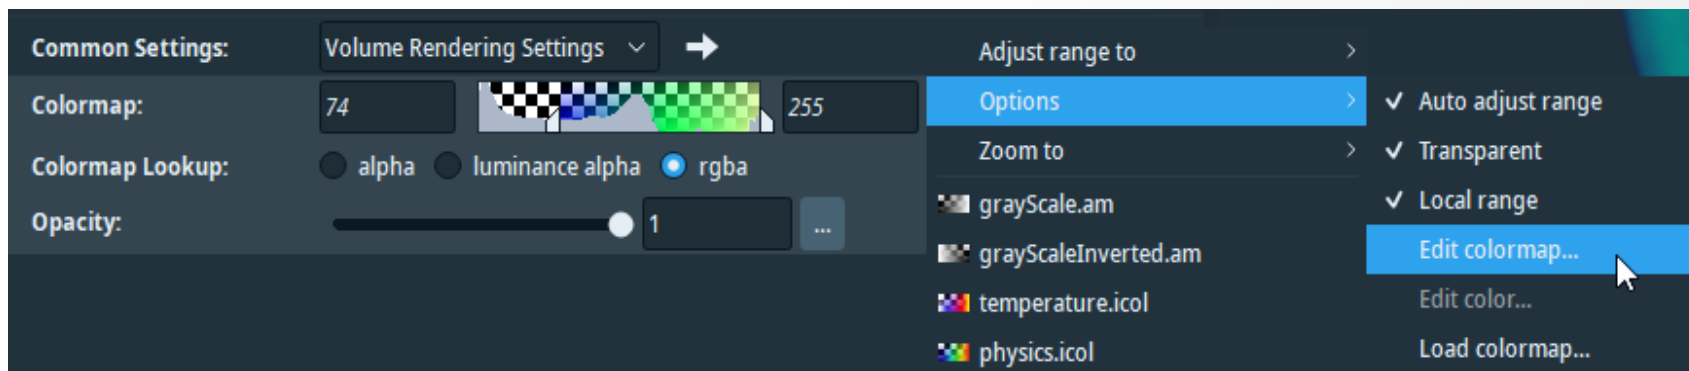 Common Settings:
Volume Rendering Settings
Colormap:
74
255
Colormap Lookup:
alpha
luminance alpha
rgba
Opacity:
1
...
Adjust range to
Options
Zoom to
grayScale.am
grayScaleInverted.am
temperature.icol
physics.icol
Auto adjust range
Transparent
Local range
Edit colormap...
Edit color...
Load colormap...